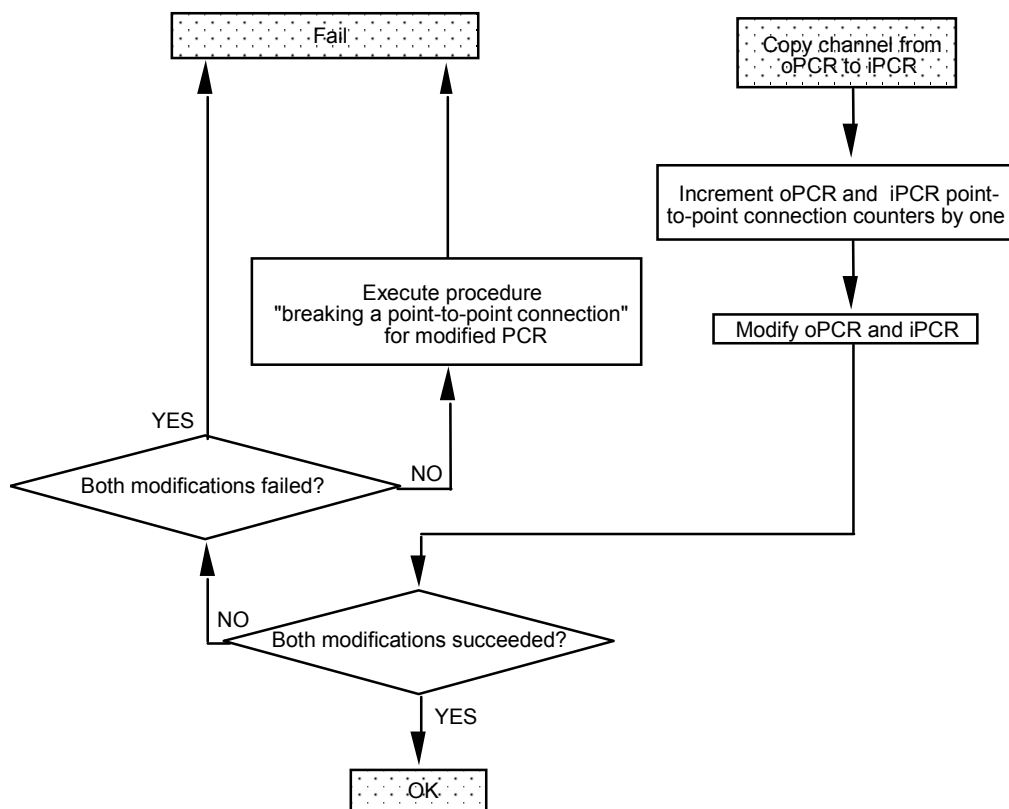 Fail
Copy channel from
oPCR to iPCR
Increment oPCR and iPCR point-
to-point connection counters by one
Execute procedure
"breaking a point-to-point connection"
for modified PCR
Modify oPCR and iPCR
YES
NO
Both modifications failed?
NO
Both modifications succeeded?
YES
OK